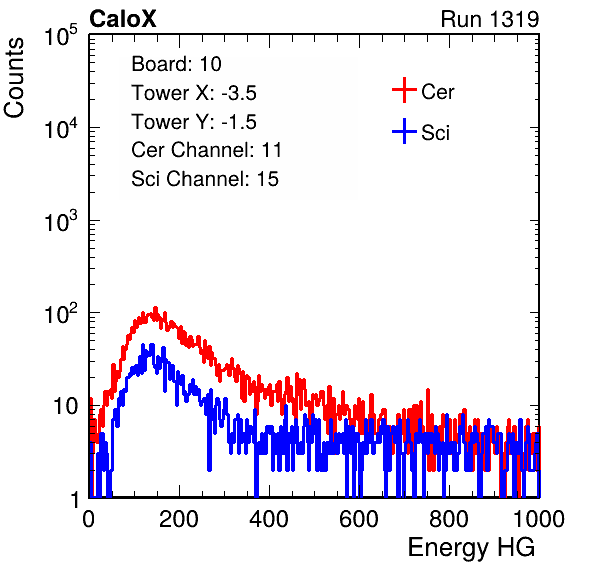 CaloX Run 1319
Counts
Board: 10
Tower X: -3.5
Tower Y: -1.5
Cer Channel: 11
Sci Channel: 15
Cer
Sci
10^5
10^4
10^3
10^2
10
1
0 200 400 600 800 1000
Energy HG